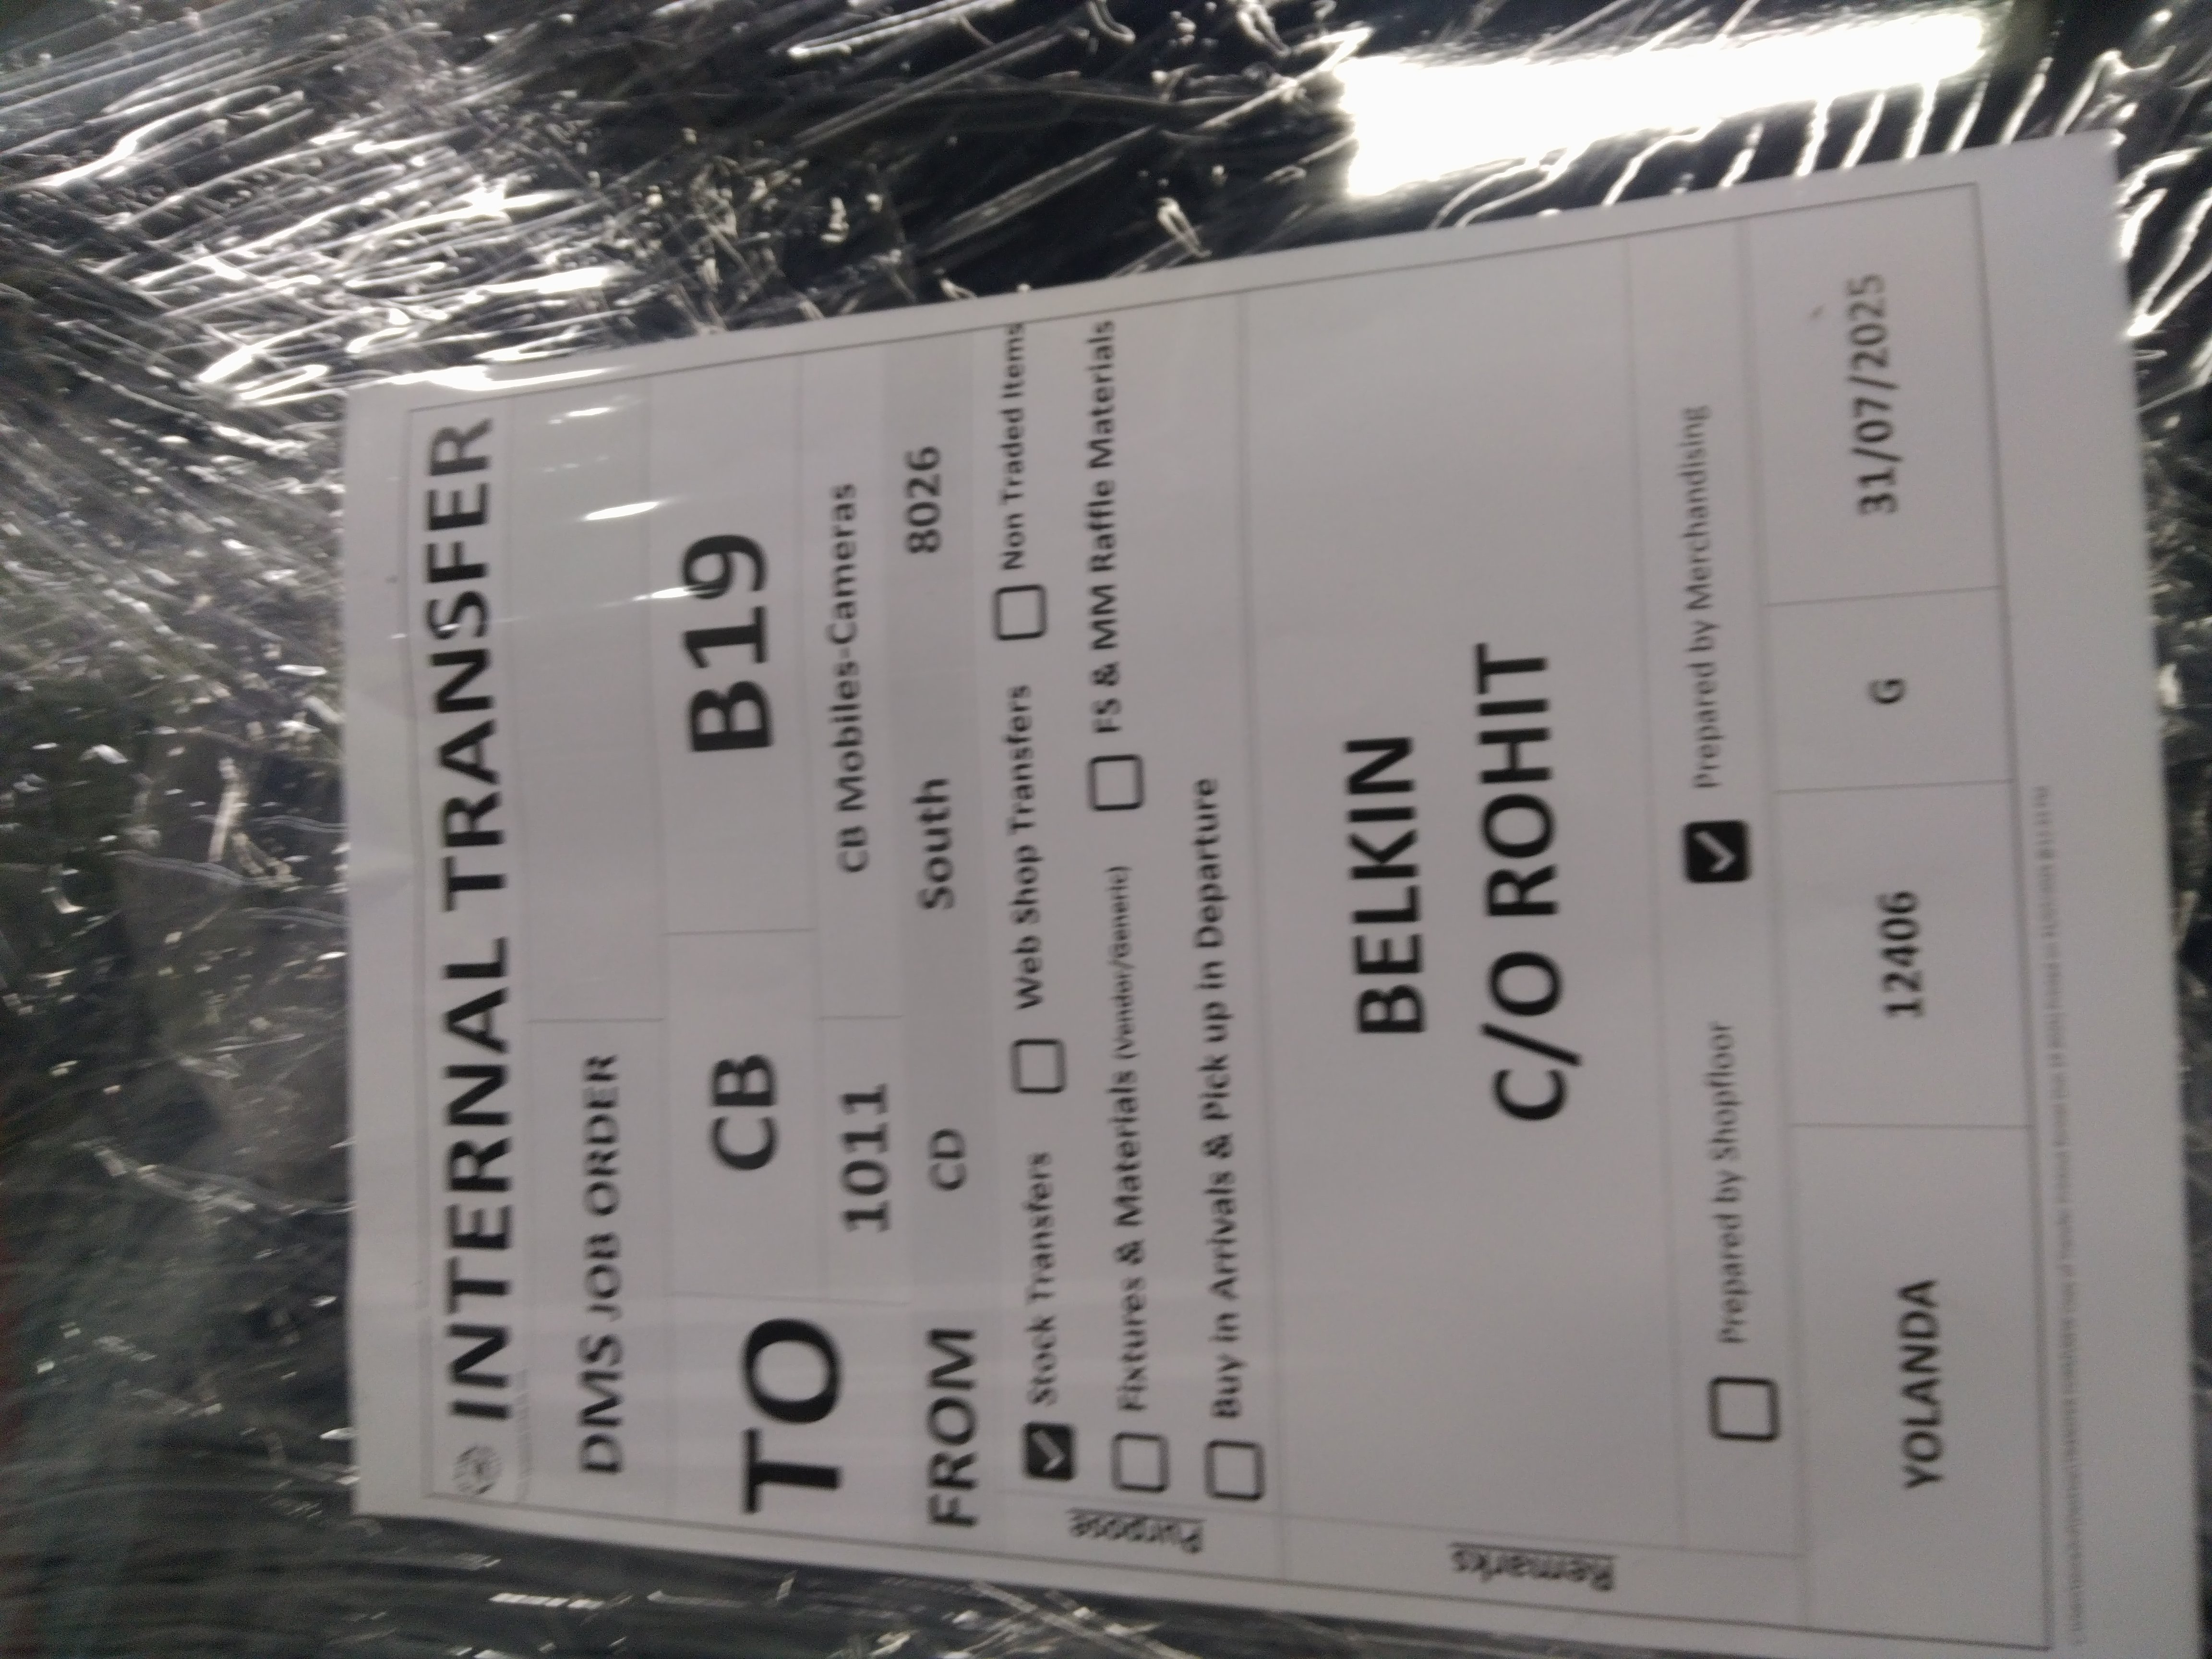 INTERNAL TRANSFER
DMS JOB ORDER
TO CB B19
1011 CB Mobiles-Cameras
FROM CD South 8026
Purpose
Stock Transfers Web Shop Transfers Non Traded Items
Fixtures & Materials (Vendor/Generic) FS & MM Raffle Materials
Buy in Arrivals & Pick up in Departure
Remarks
BELKIN
C/O ROHIT
Prepared by Shopfloor Prepared by Merchandising
YOLANDA 12406 G 31/07/2025